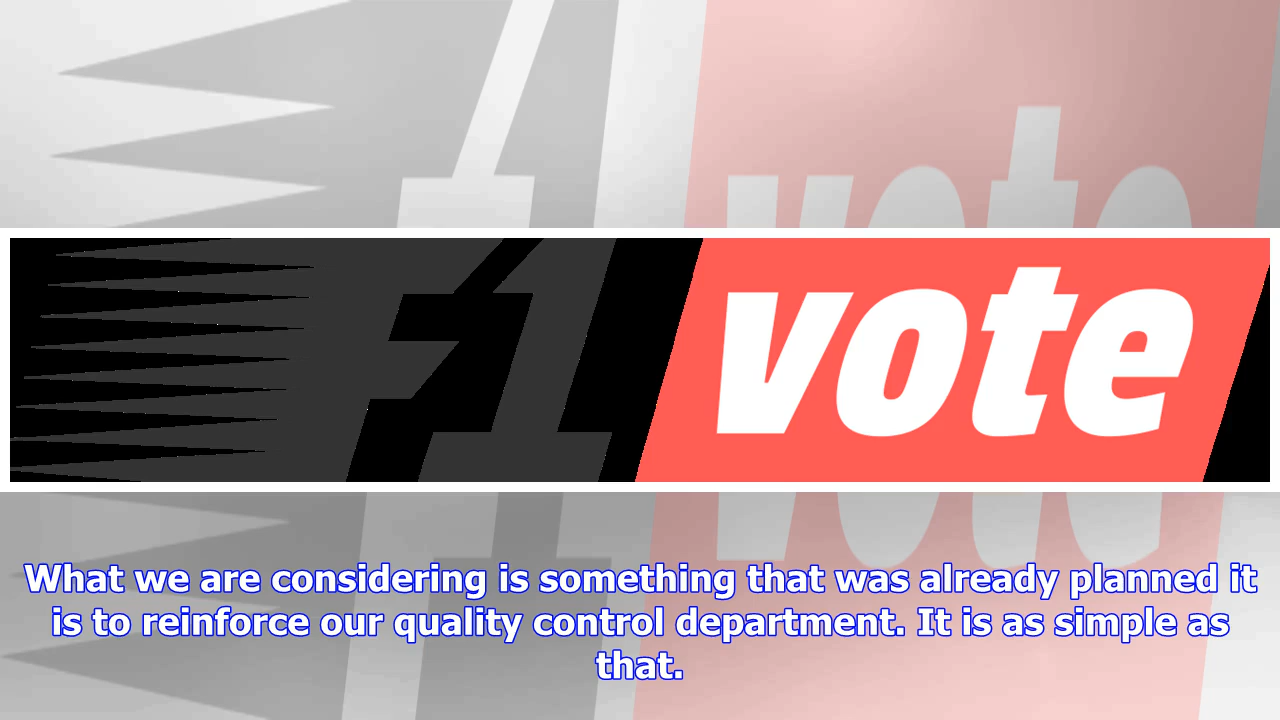 F1 vote
What we are considering is something that was already planned it
is to reinforce our quality control department. It is as simple as
that.